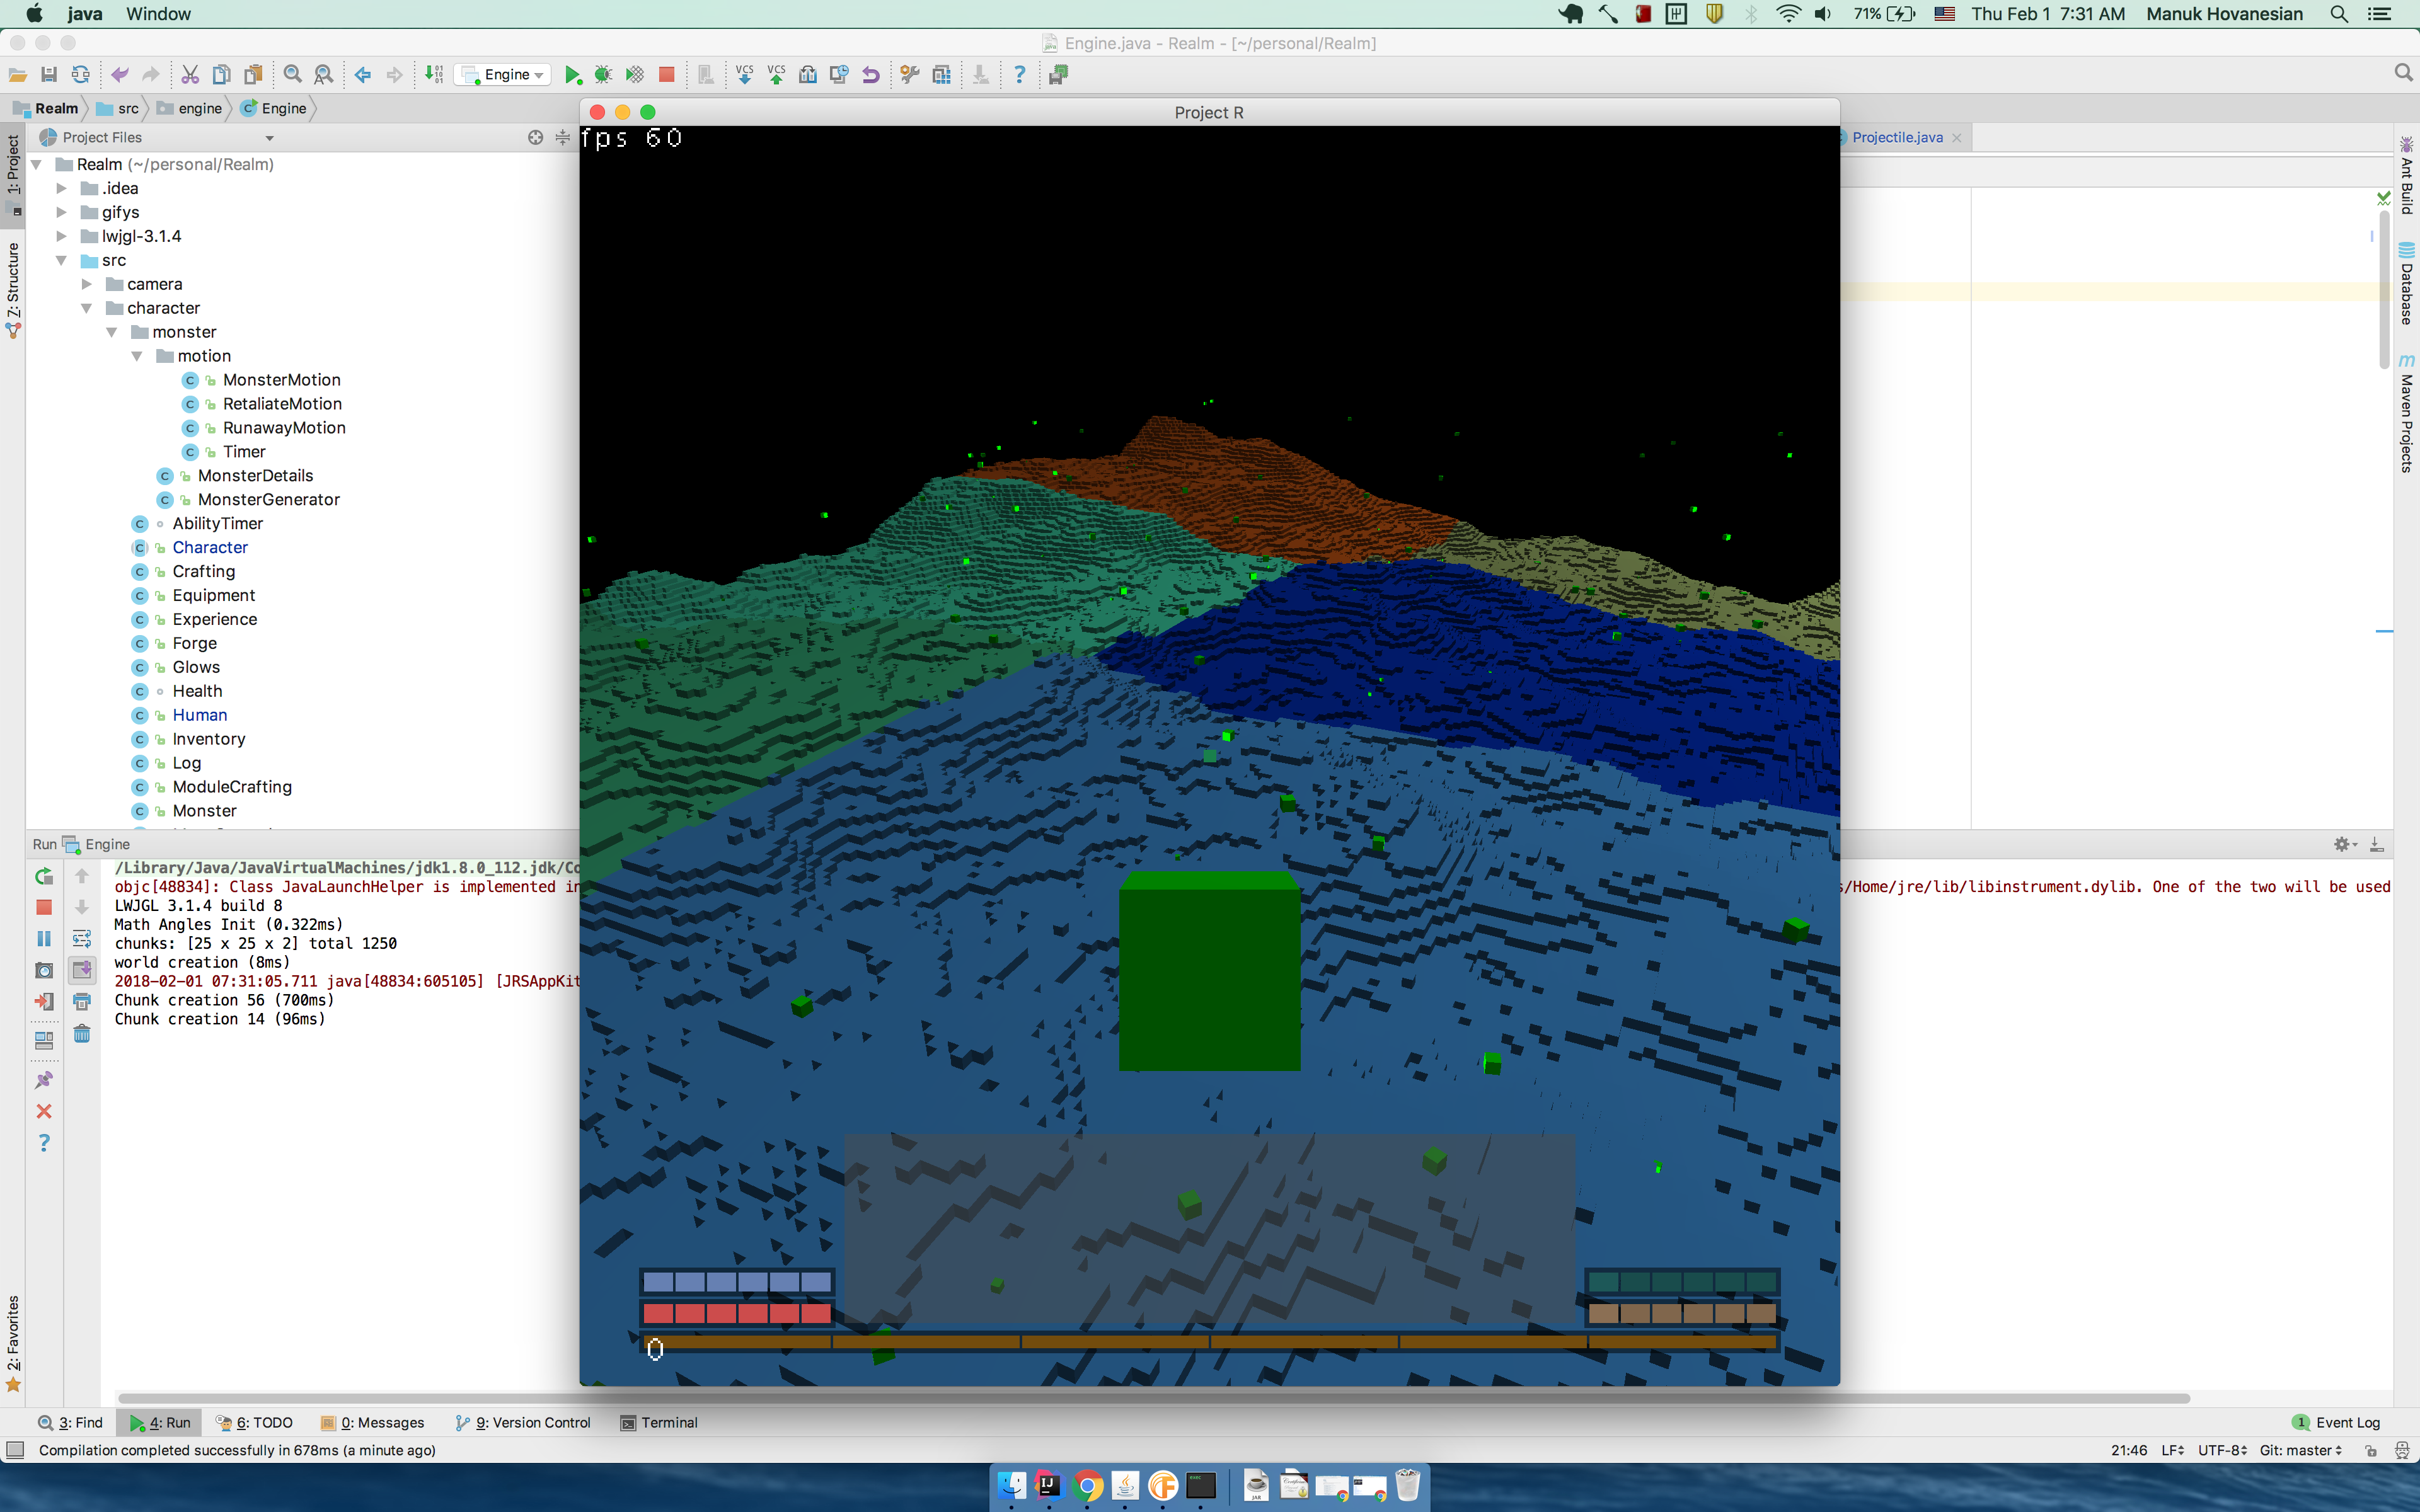 java Window 71% Thu Feb 1 7:31 AM Manuk Hovanesian
Engine.java - Realm - [~/personal/Realm]
Engine VCS VCS ?
Realm src engine Engine
Project R
Project Files
Projectile.java
fps 60
1: Project
7: Structure
2: Favorites
Ant Build
Database
Maven Projects
Realm (~/personal/Realm)
.idea
gifys
lwjgl-3.1.4
src
camera
character
monster
motion
MonsterMotion
RetaliateMotion
RunawayMotion
Timer
MonsterDetails
MonsterGenerator
AbilityTimer
Character
Crafting
Equipment
Experience
Forge
Glows
Health
Human
Inventory
Log
ModuleCrafting
Monster
Run Engine
/Library/Java/JavaVirtualMachines/jdk1.8.0_112.jdk/Co
objc[48834]: Class JavaLaunchHelper is implemented in
/Home/jre/lib/libinstrument.dylib. One of the two will be used
LWJGL 3.1.4 build 8
Math Angles Init (0.322ms)
chunks: [25 x 25 x 2] total 1250
world creation (8ms)
2018-02-01 07:31:05.711 java[48834:605105] [JRSAppKit
Chunk creation 56 (700ms)
Chunk creation 14 (96ms)
0
3: Find 4: Run 6: TODO 0: Messages 9: Version Control Terminal 1 Event Log
Compilation completed successfully in 678ms (a minute ago) 21:46 LF UTF-8 Git: master